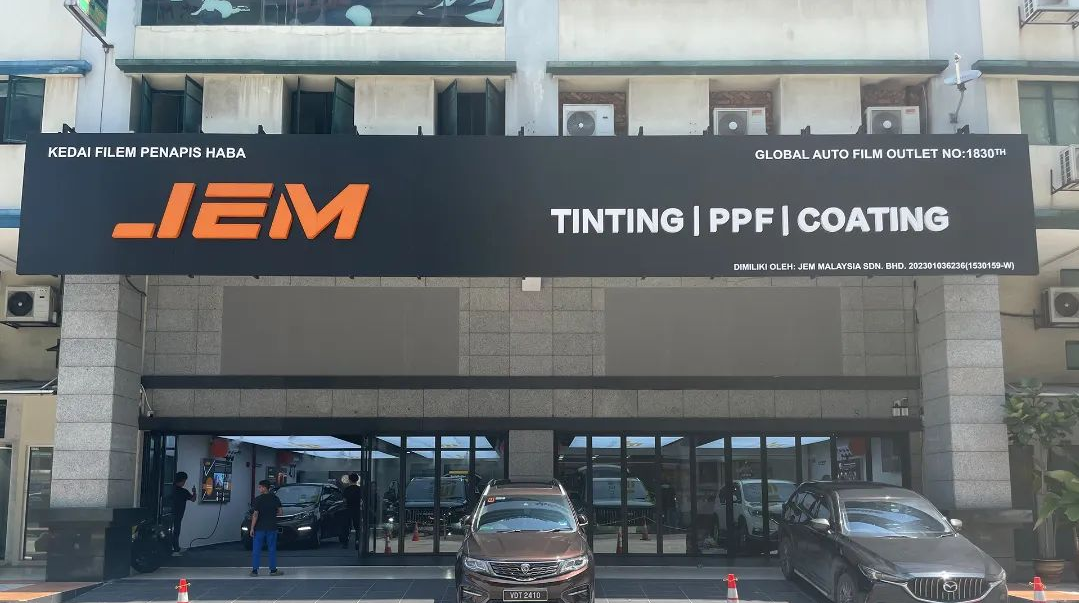 KEDAI FILEM PENAPIS HABA
GLOBAL AUTO FILM OUTLET NO:1830TH
JEM
TINTING | PPF | COATING
DIMILIKI OLEH: JEM MALAYSIA SDN. BHD. 202301036236(1530159-W)
VDT 2410